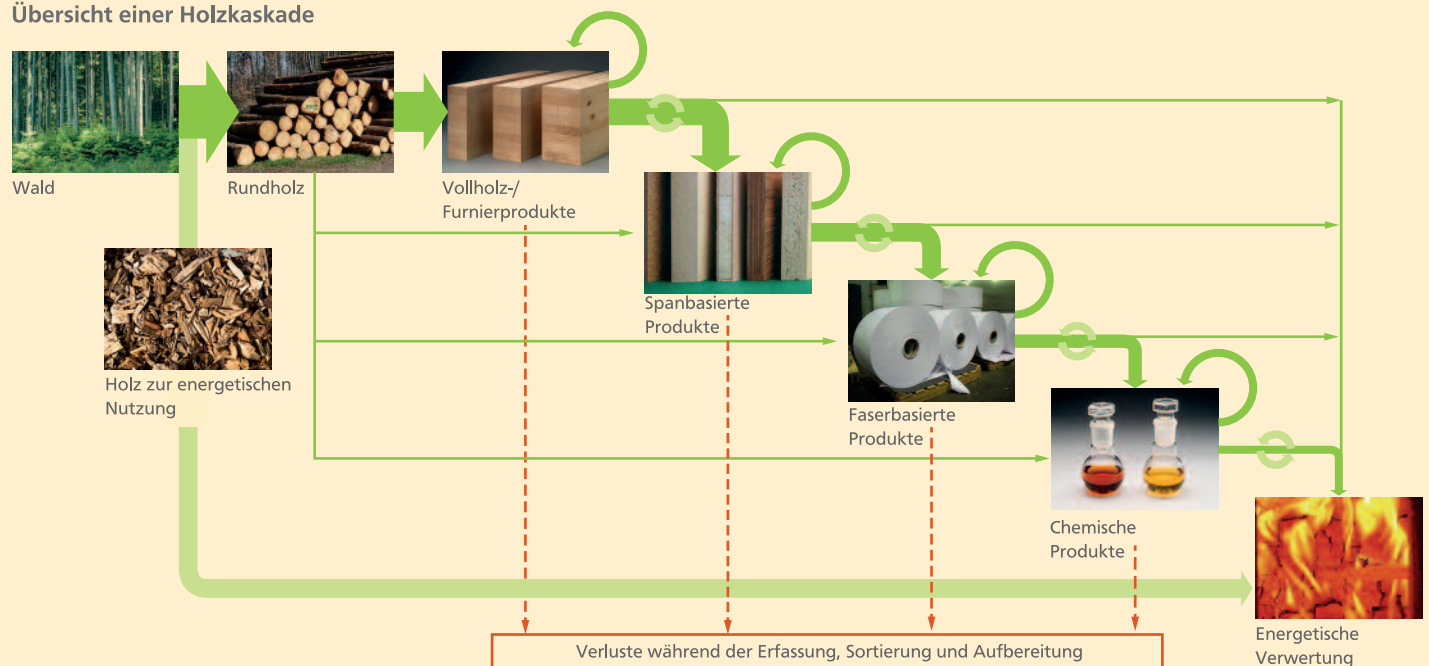 Übersicht einer Holzkaskade
Wald
Rundholz
Vollholz-/
Furnierprodukte
Spanbasierte
Produkte
Holz zur energetischen
Nutzung
Faserbasierte
Produkte
Chemische
Produkte
Energetische
Verwertung
Verluste während der Erfassung, Sortierung und Aufbereitung